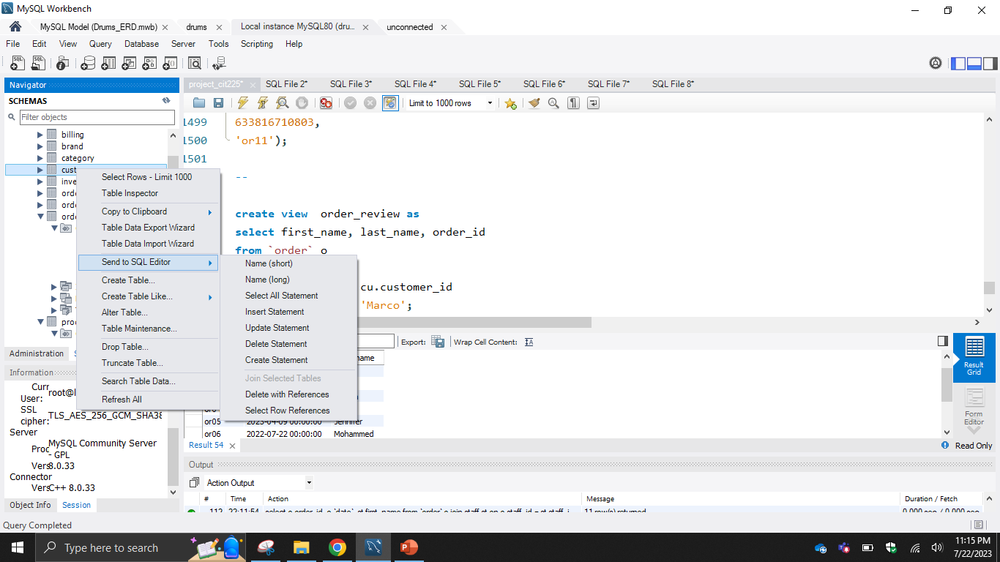 MySQL Workbench
MySQL Model (Drums_ERD.mwb)
drums
Local instance MySQL80 (dru...
unconnected
File Edit View Query Database Server Tools Scripting Help
Navigator
SCHEMAS
Filter objects
billing
brand
category
cust
inve
orde
orde
orde
proc
Administration
Information
Curr
User:
root@l
SSL
cipher:
TLS_AES_256_GCM_SHA38
Server
Proc
MySQL Community Server
- GPL
Vers
8.0.33
Connector
Vers
C++ 8.0.33
Object Info Session
Query Completed
Select Rows - Limit 1000
Table Inspector
Copy to Clipboard
Table Data Export Wizard
Table Data Import Wizard
Send to SQL Editor
Create Table...
Create Table Like...
Alter Table...
Table Maintenance...
Drop Table...
Truncate Table...
Search Table Data...
Refresh All
Name (short)
Name (long)
Select All Statement
Insert Statement
Update Statement
Delete Statement
Create Statement
Join Selected Tables
Delete with References
Select Row References
project_cit225* SQL File 2* SQL File 3* SQL File 4* SQL File 5* SQL File 6* SQL File 7* SQL File 8*
Limit to 1000 rows
1499 633816710803,
1500 'or11');
1501
--
create view order_review as
select first_name, last_name, order_id
from `order` o
cu.customer_id
'Marco';
Export:
Wrap Cell Content:
name
or05 2023-04-09 00:00:00 Jennifer
or06 2022-07-22 00:00:00 Mohammed
Result 54
Result
Grid
Form
Editor
Read Only
Output
Action Output
# Time Action Message Duration / Fetch
112 22:11:54 select o.order_id, o.`date`, st.first_name from `order` o join staff st on o.staff_id = st.staff_i... 11 row(s) returned 0.000 sec / 0.000 sec
Type here to search
11:15 PM
7/22/2023